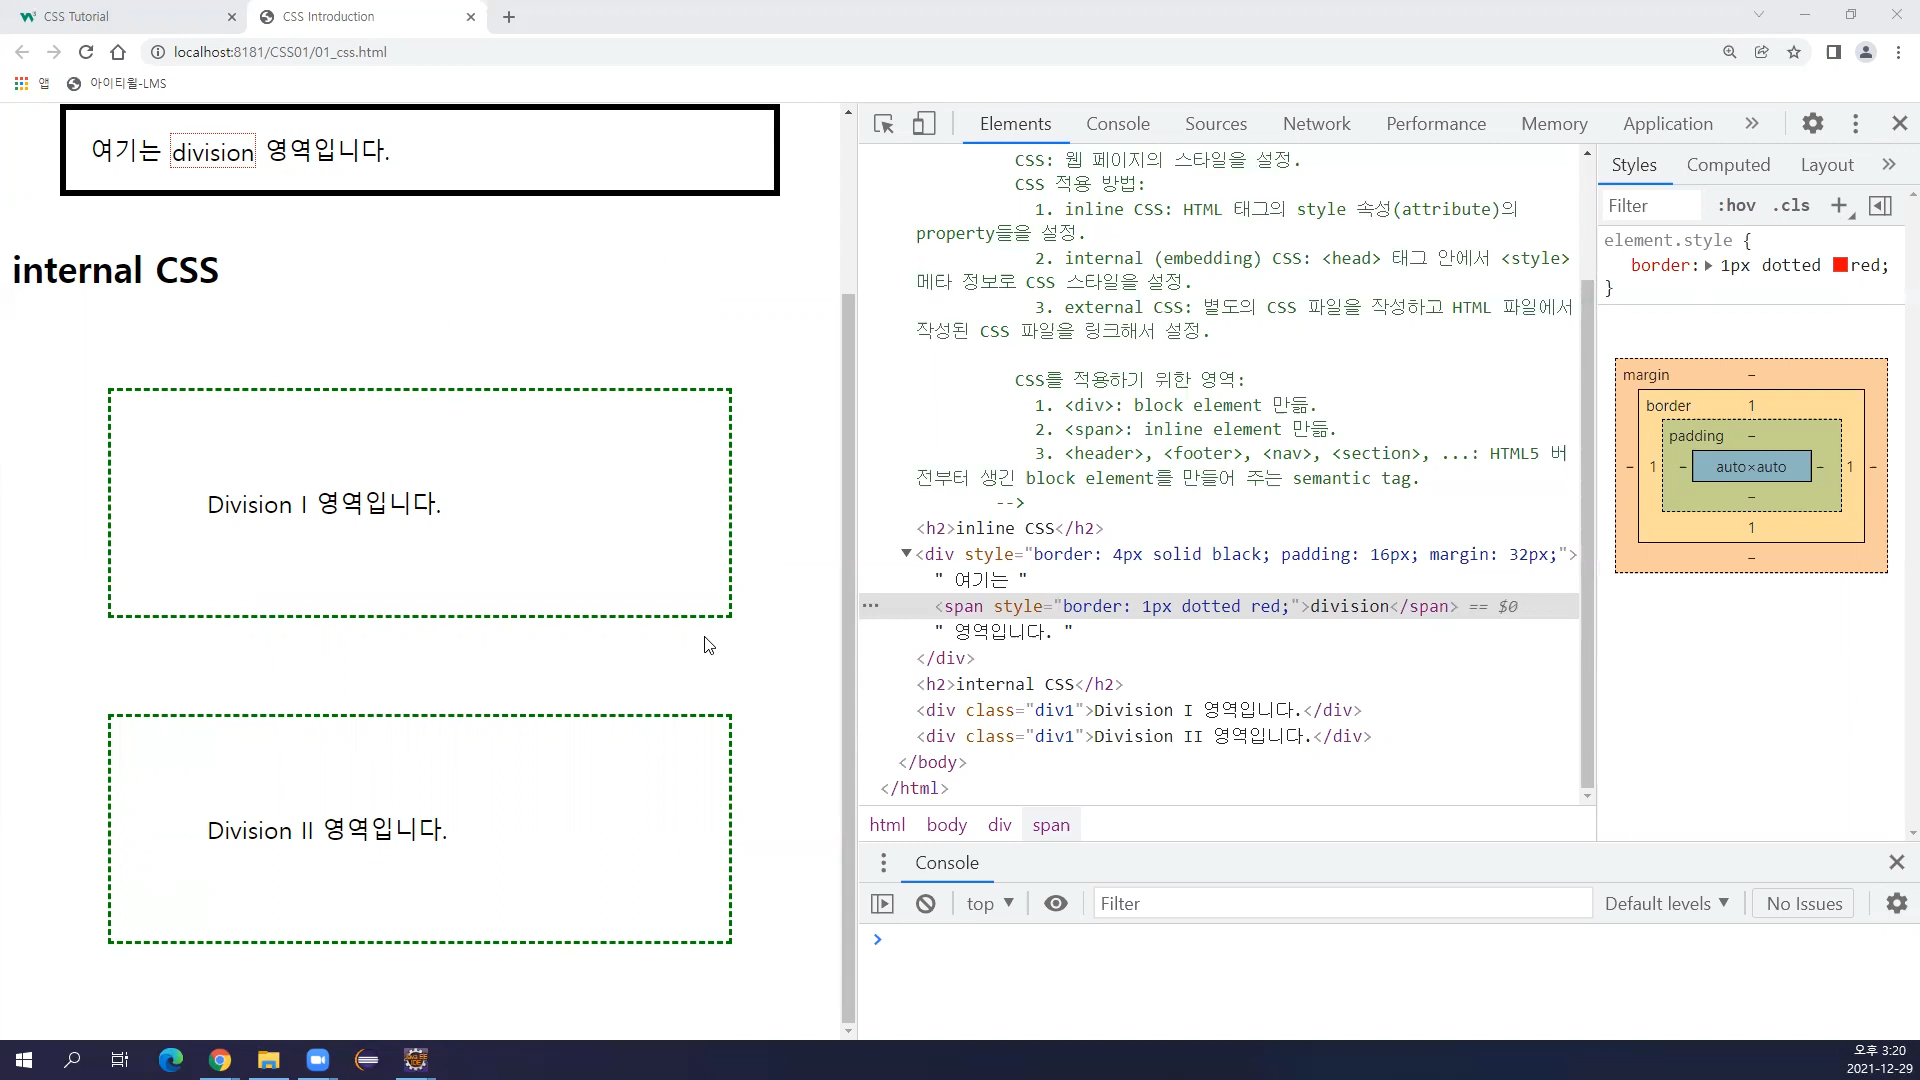 CSS Tutorial
CSS Introduction
localhost:8181/CSS01/01_css.html
앱
아이티윌-LMS
여기는 division 영역입니다.
internal CSS
Division I 영역입니다.
Division II 영역입니다.
Elements
Console
Sources
Network
Performance
Memory
Application
CSS: 웹 페이지의 스타일을 설정.
CSS 적용 방법:
1. inline CSS: HTML 태그의 style 속성(attribute)의
property들을 설정.
2. internal (embedding) CSS: <head> 태그 안에서 <style>
메타 정보로 CSS 스타일을 설정.
3. external CSS: 별도의 CSS 파일을 작성하고 HTML 파일에서
작성된 CSS 파일을 링크해서 설정.
CSS를 적용하기 위한 영역:
1. <div>: block element 만듦.
2. <span>: inline element 만듦.
3. <header>, <footer>, <nav>, <section>, ...: HTML5 버
전부터 생긴 block element를 만들어 주는 semantic tag.
-->
<h2>inline CSS</h2>
<div style="border: 4px solid black; padding: 16px; margin: 32px;">
" 여기는 "
<span style="border: 1px dotted red;">division</span> == $0
" 영역입니다. "
</div>
<h2>internal CSS</h2>
<div class="div1">Division I 영역입니다.</div>
<div class="div1">Division II 영역입니다.</div>
</body>
</html>
html body div span
Styles
Computed
Layout
Filter
:hov
.cls
element.style {
border: 1px dotted red;
}
margin
–
border
1
padding
–
– 1 – auto×auto – 1 –
–
1
–
Console
top
Filter
Default levels
No Issues
오후 3:20
2021-12-29